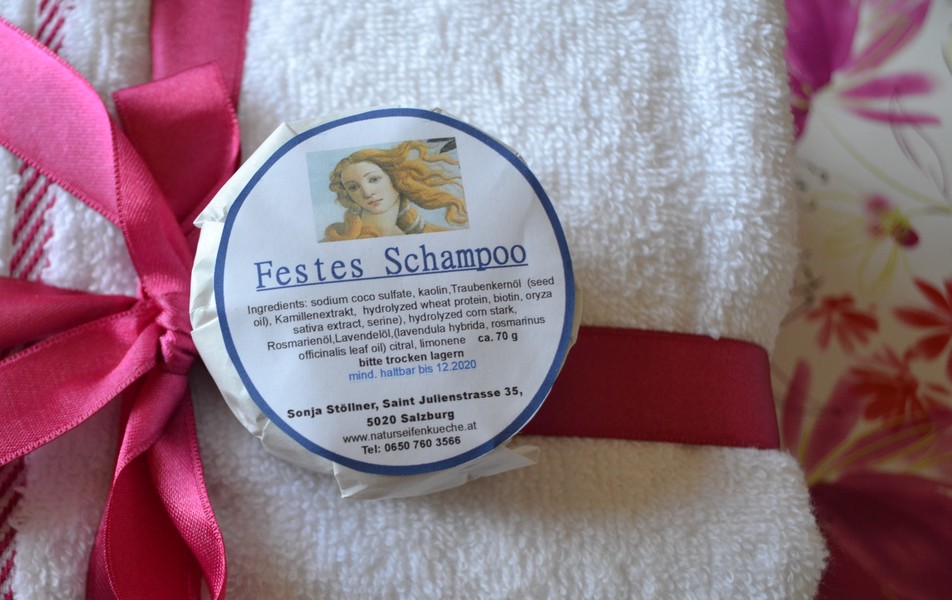 Festes Schampoo
Ingredients: sodium coco sulfate, kaolin,Traubenkernöl (seed
oil), Kamillenextrakt, hydrolyzed wheat protein, biotin, oryza
sativa extract, serine), hydrolyzed corn stark,
Rosmarienöl,Lavendelöl,(lavendula hybrida, rosmarinus
officinalis leaf oil) citral, limonene ca. 70 g
bitte trocken lagern
mind. haltbar bis 12.2020
Sonja Stöllner, Saint Julienstrasse 35,
5020 Salzburg
www.naturseifenkueche.at
Tel: 0650 760 3566